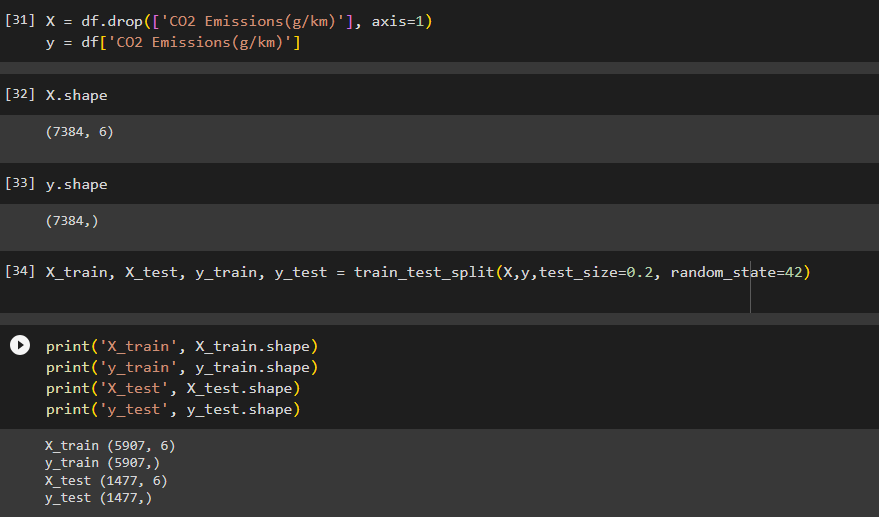 [31] X = df.drop(['CO2 Emissions(g/km)'], axis=1)
y = df['CO2 Emissions(g/km)']
[32] X.shape
(7384, 6)
[33] y.shape
(7384,)
[34] X_train, X_test, y_train, y_test = train_test_split(X,y,test_size=0.2, random_state=42)
print('X_train', X_train.shape)
print('y_train', y_train.shape)
print('X_test', X_test.shape)
print('y_test', y_test.shape)
X_train (5907, 6)
y_train (5907,)
X_test (1477, 6)
y_test (1477,)